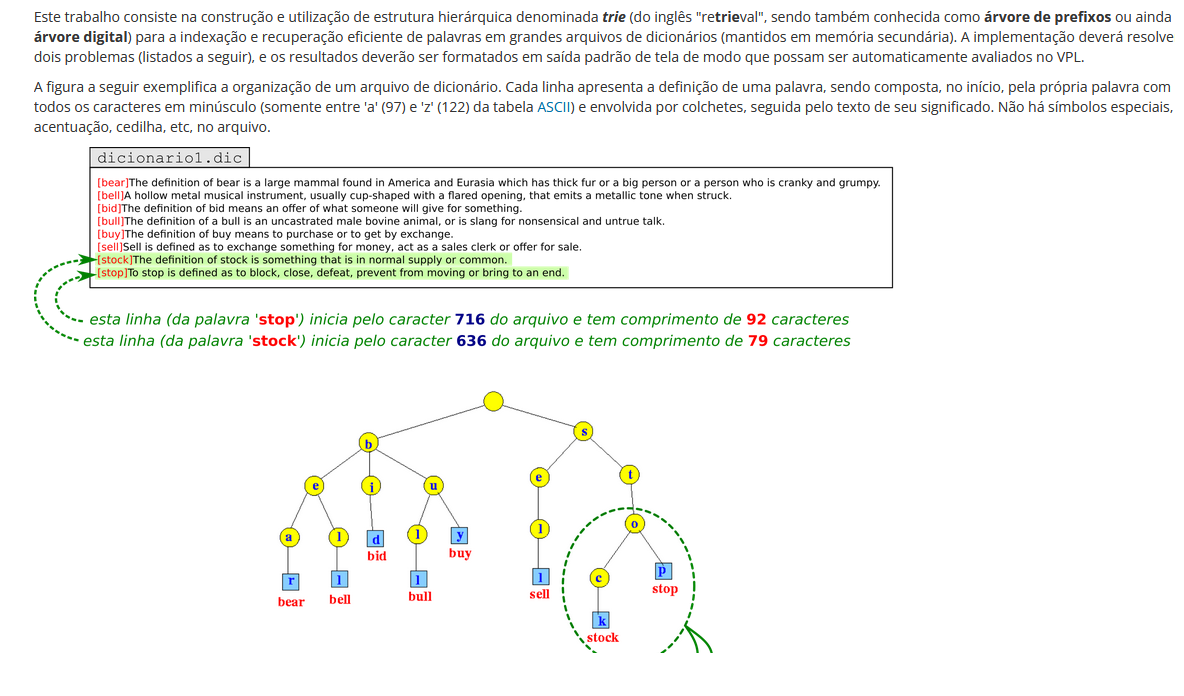 Este trabalho consiste na construção e utilização de estrutura hierárquica denominada trie (do inglês "retrieval", sendo também conhecida como árvore de prefixos ou ainda
árvore digital) para a indexação e recuperação eficiente de palavras em grandes arquivos de dicionários (mantidos em memória secundária). A implementação deverá resolver
dois problemas (listados a seguir), e os resultados deverão ser formatados em saída padrão de tela de modo que possam ser automaticamente avaliados no VPL.
A figura a seguir exemplifica a organização de um arquivo de dicionário. Cada linha apresenta a definição de uma palavra, sendo composta, no início, pela própria palavra com
todos os caracteres em minúsculo (somente entre 'a' (97) e 'z' (122) da tabela ASCII) e envolvida por colchetes, seguida pelo texto de seu significado. Não há símbolos especiais,
acentuação, cedilha, etc, no arquivo.
dicionario1.dic
[bear]The definition of bear is a large mammal found in America and Eurasia which has thick fur or a big person or a person who is cranky and grumpy.
[bell]A hollow metal musical instrument, usually cup-shaped with a flared opening, that emits a metallic tone when struck.
[bid]The definition of bid means an offer of what someone will give for something.
[bull]The definition of a bull is an uncastrated male bovine animal, or is slang for nonsensical and untrue talk.
[buy]The definition of buy means to purchase or to get by exchange.
[sell]Sell is defined as to exchange something for money, act as a sales clerk or offer for sale.
[stock]The definition of stock is something that is in normal supply or common.
[stop]To stop is defined as to block, close, defeat, prevent from moving or bring to an end.
esta linha (da palavra 'stop') inicia pelo caracter 716 do arquivo e tem comprimento de 92 caracteres
esta linha (da palavra 'stock') inicia pelo caracter 636 do arquivo e tem comprimento de 79 caracteres
b s
e i u e t
a l d l y l o
bid buy
r l l l c p
bear bell bull sell stop
k
stock